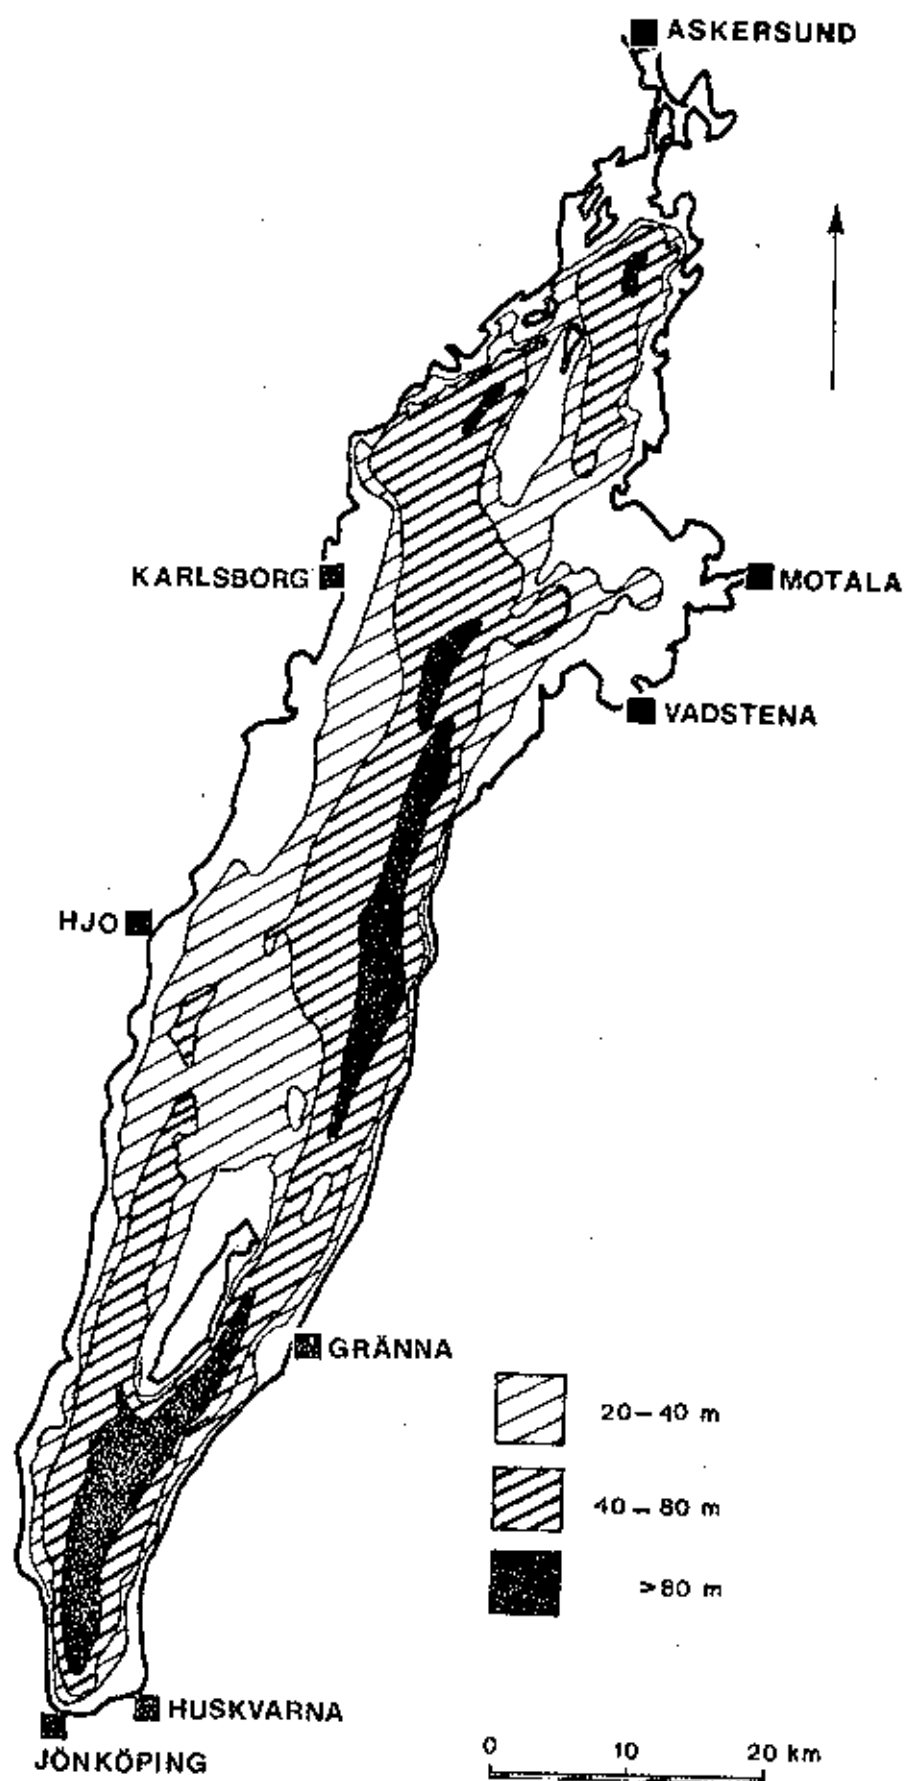 ASKERSUND
KARLSBORG
MOTALA
VADSTENA
HJO
GRÄNNA
20–40 m
40–80 m
>80 m
HUSKVARNA
JÖNKÖPING
0 10 20 km